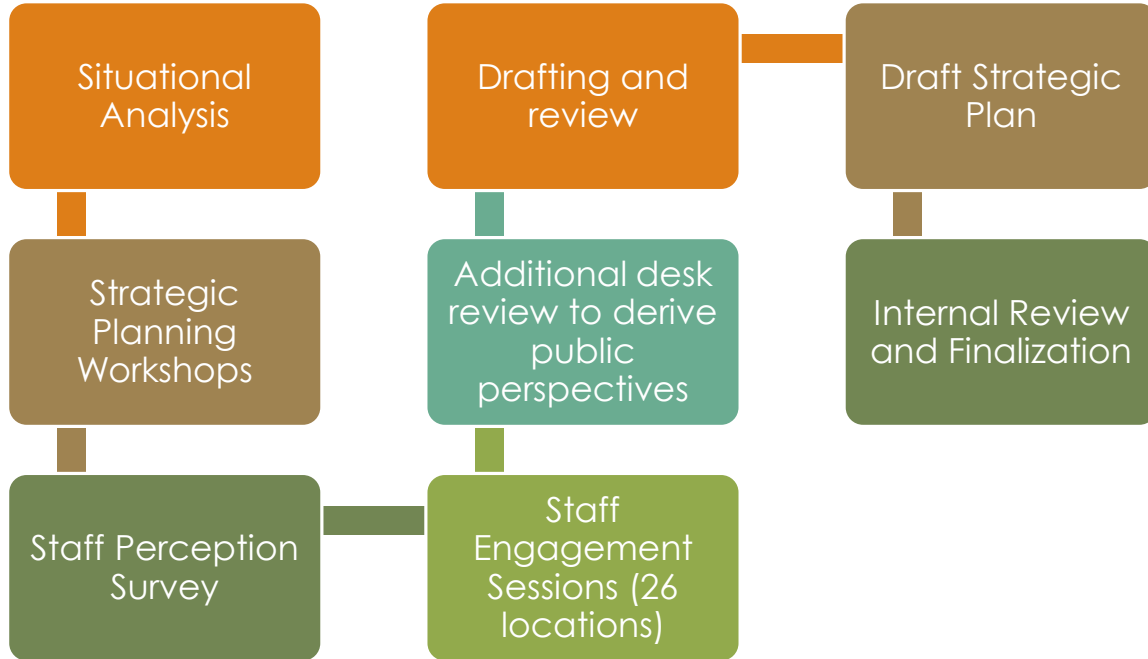 Situational
Analysis
Strategic
Planning
Workshops
Staff Perception
Survey
Staff
Engagement
Sessions (26
locations)
Additional desk
review to derive
public
perspectives
Drafting and
review
Draft Strategic
Plan
Internal Review
and Finalization